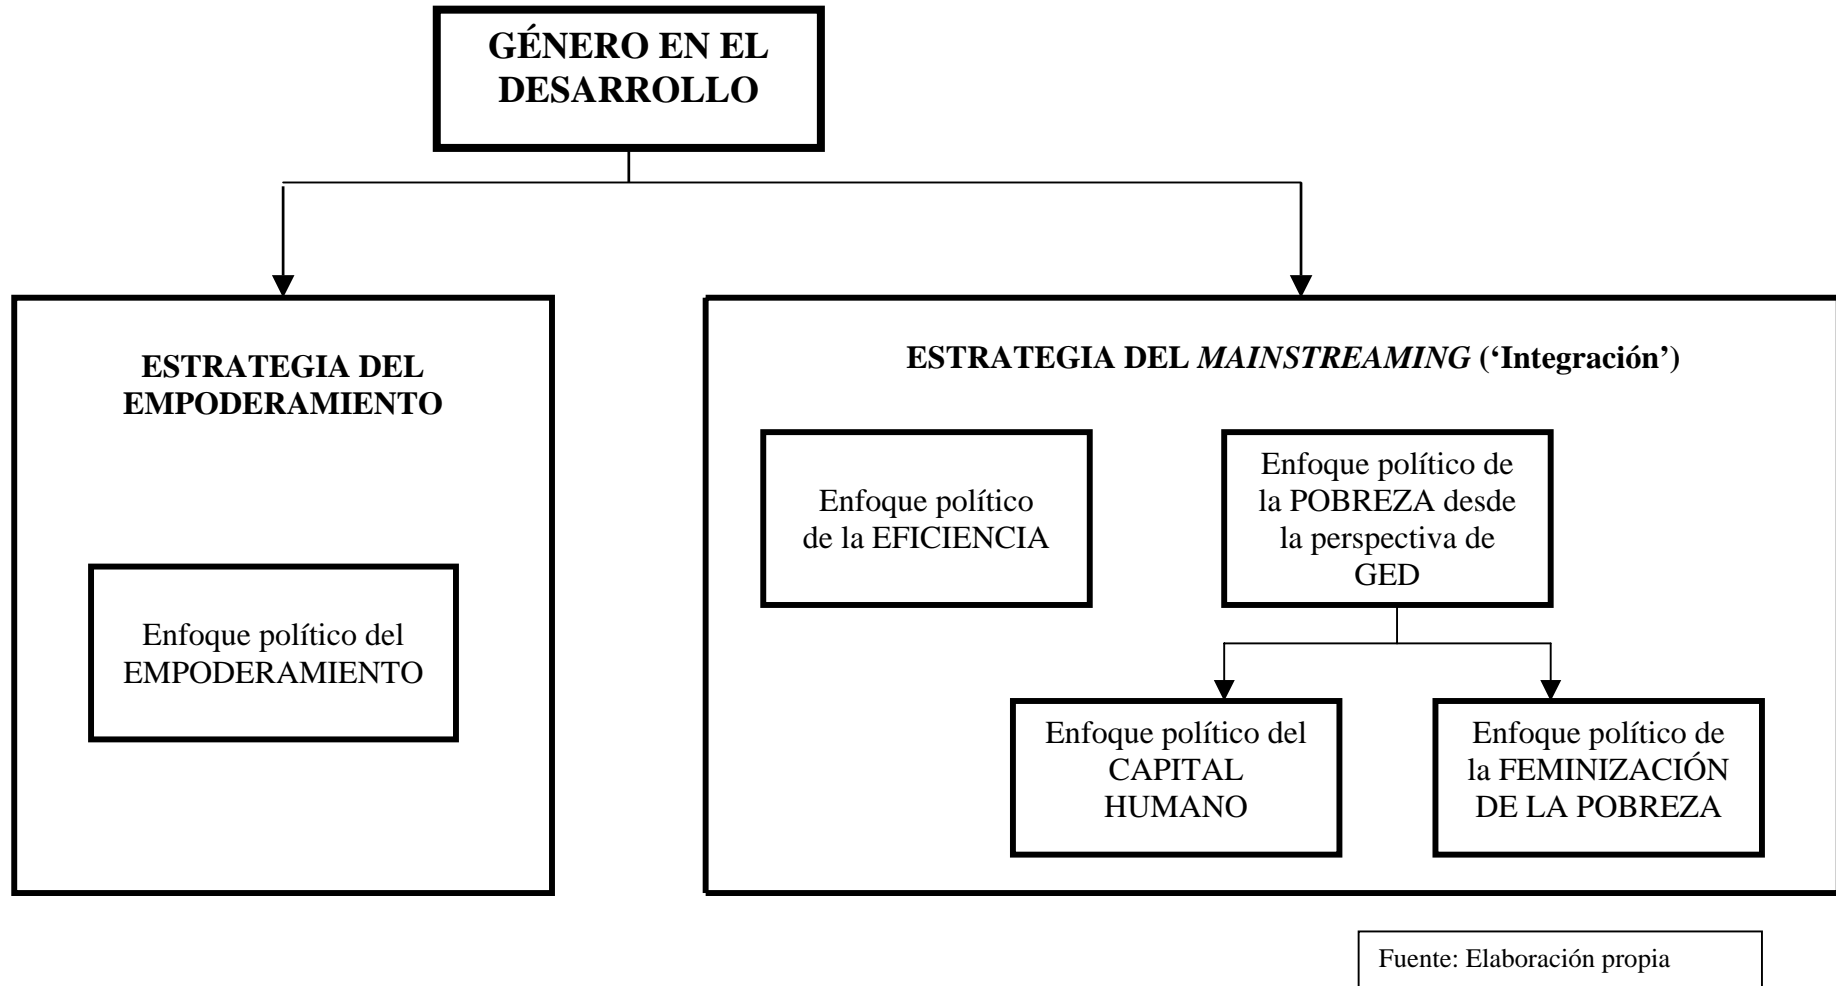 GÉNERO EN EL
DESARROLLO
ESTRATEGIA DEL
EMPODERAMIENTO
Enfoque político del
EMPODERAMIENTO
ESTRATEGIA DEL MAINSTREAMING (‘Integración’)
Enfoque político
de la EFICIENCIA
Enfoque político de
la POBREZA desde
la perspectiva de
GED
Enfoque político del
CAPITAL
HUMANO
Enfoque político de
la FEMINIZACIÓN
DE LA POBREZA
Fuente: Elaboración propia